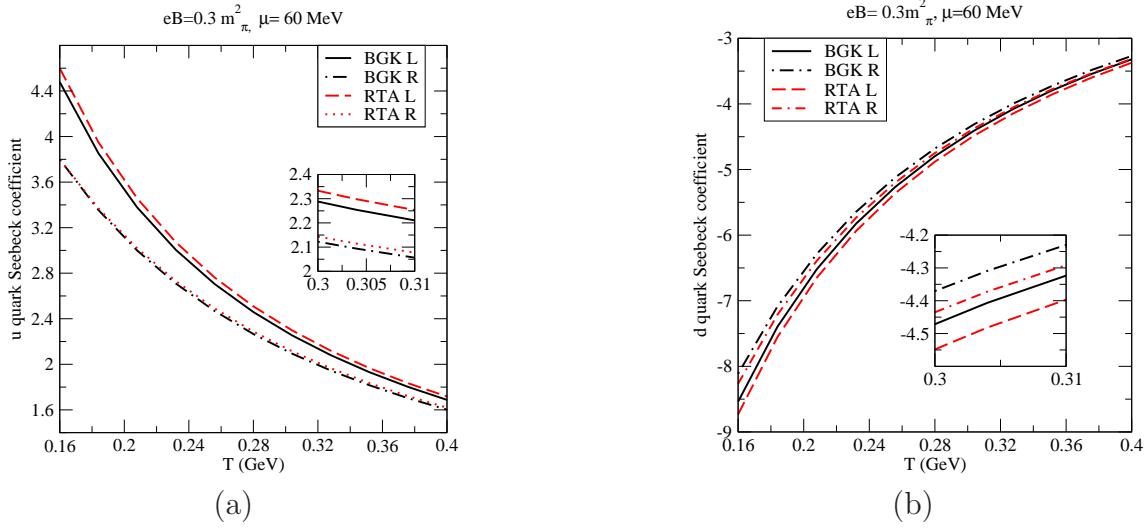 eB=0.3 m²π, μ= 60 MeV
u quark Seebeck coefficient
4.4
4
3.6
3.2
2.8
2.4
2
1.6
BGK L
BGK R
RTA L
RTA R
2.4
2.3
2.2
2.1
2
0.3
0.305
0.31
0.16
0.2
0.24
0.28
0.32
0.36
0.4
T (GeV)
(a)
eB= 0.3m²π, μ=60 MeV
d quark Seebeck coefficient
-3
-4
-5
-6
-7
-8
-9
BGK L
BGK R
RTA L
RTA R
-4.2
-4.3
-4.4
-4.5
0.3
0.31
0.16
0.2
0.24
0.28
0.32
0.36
0.4
T (GeV)
(b)